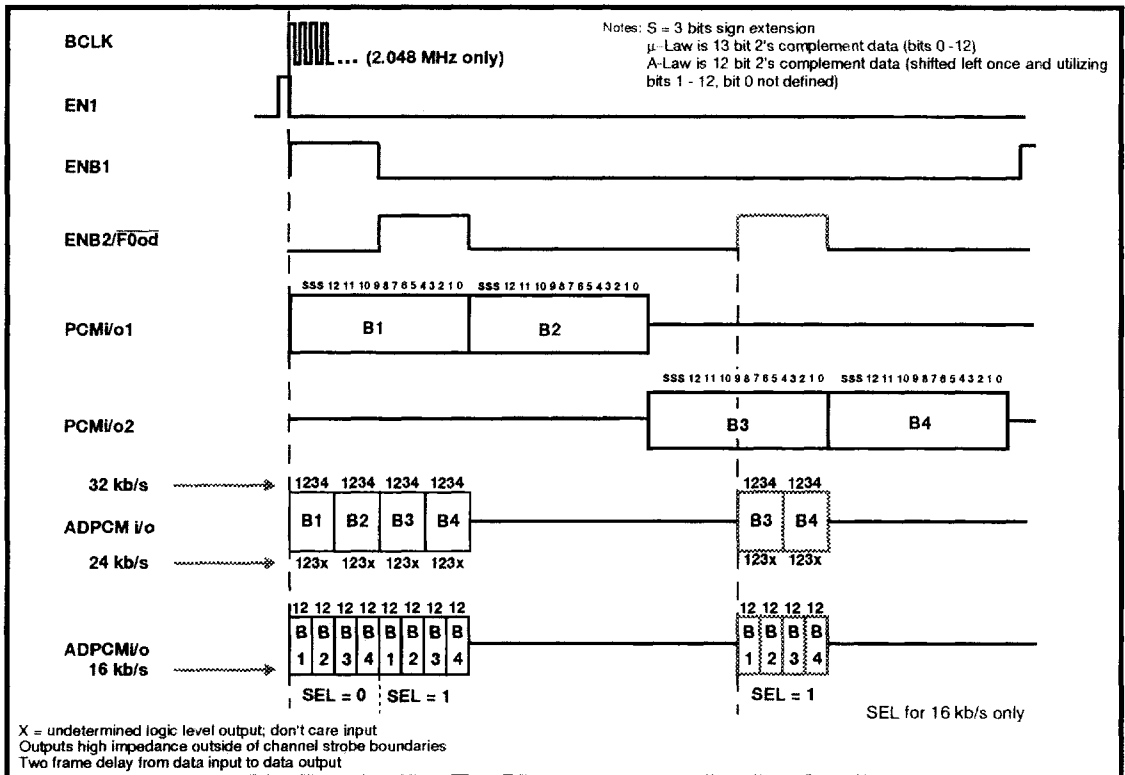 Notes: S = 3 bits sign extension
μ-Law is 13 bit 2's complement data (bits 0 -12)
A-Law is 12 bit 2's complement data (shifted left once and utilizing
bits 1 - 12, bit 0 not defined)
BCLK
... (2.048 MHz only)
EN1
ENB1
ENB2/F0od
SSS 12 11 10 9 8 7 6 5 4 3 2 1 0 SSS 12 11 10 9 8 7 6 5 4 3 2 1 0
PCMi/o1 B1 B2
SSS 12 11 10 9 8 7 6 5 4 3 2 1 0 SSS 12 11 10 9 8 7 6 5 4 3 2 1 0
PCMi/o2 B3 B4
32 kb/s 1234 1234 1234 1234 1234 1234
ADPCM i/o B1 B2 B3 B4 B3 B4
24 kb/s 123x 123x 123x 123x 123x 123x
12 12 12 12 12 12 12 12 12 12 12 12
B B B B B B B B B B B B
ADPCMi/o
1 2 3 4 1 2 3 4 1 2 3 4
16 kb/s
SEL = 0 SEL = 1 SEL = 1
SEL for 16 kb/s only
X = undetermined logic level output; don't care input
Outputs high impedance outside of channel strobe boundaries
Two frame delay from data input to data output